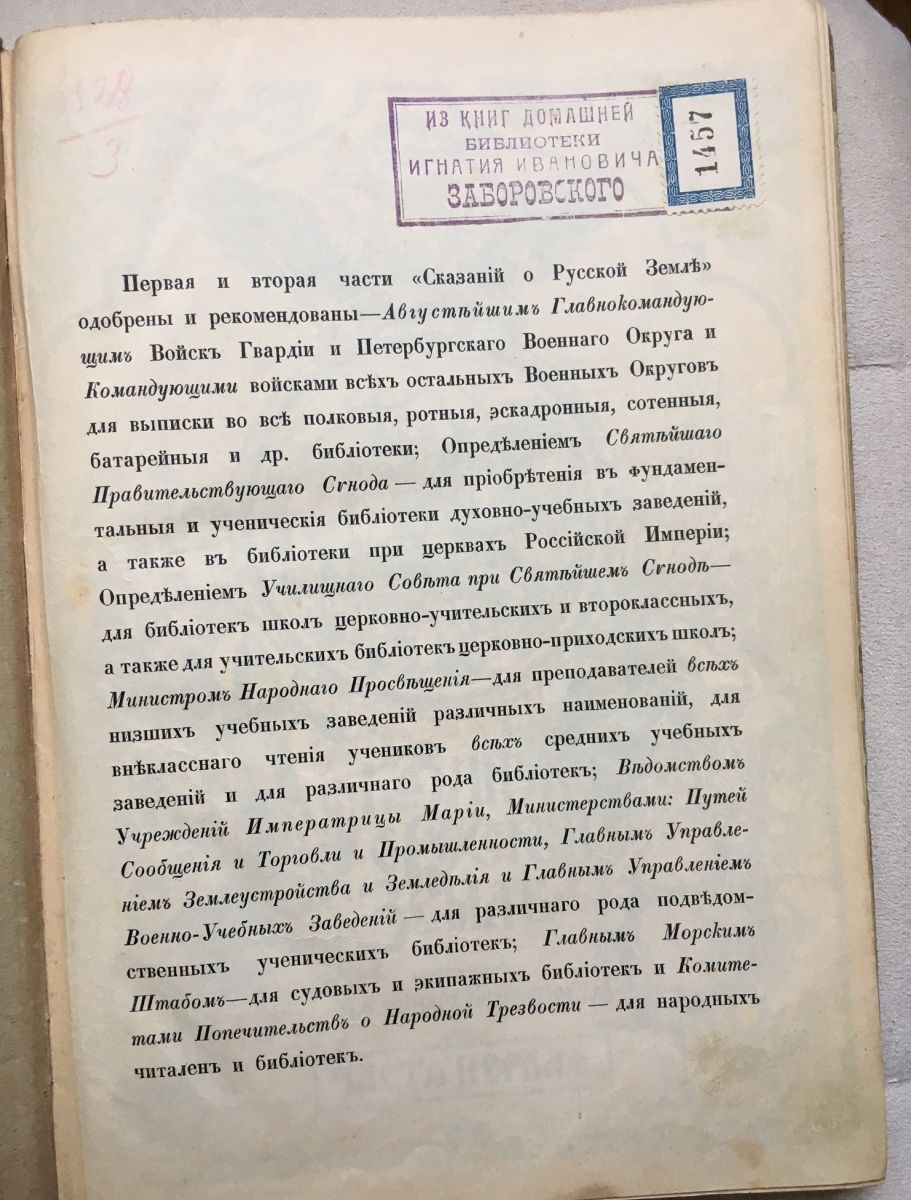 3
ИЗ КНИГ ДОМАШНЕЙ
БИБЛИОТЕКИ
ИГНАТИЯ ИВАНОВИЧА
ЗАБОРОВСКОГО
1457
Первая и вторая части «Сказаній о Русской Землѣ»
одобрены и рекомендованы—Августѣйшимъ Главнокомандую-
щимъ Войскъ Гвардіи и Петербургскаго Военнаго Округа и
Командующими войсками всѣхъ остальныхъ Военныхъ Округовъ
для выписки во всѣ полковыя, ротныя, эскадронныя, сотенныя,
батарейныя и др. библіотеки; Опредѣленіемъ Святѣйшаго
Правительствующаго Сѵнода — для пріобрѣтенія въ фундамен-
тальныя и ученическія библіотеки духовно-учебныхъ заведеній,
а также въ библіотеки при церквахъ Россійской Имперіи;
Опредѣленіемъ Училищнаго Совѣта при Святѣйшемъ Сѵнодѣ—
для библіотекъ школъ церковно-учительскихъ и второклассныхъ,
а также для учительскихъ библіотекъ церковно-приходскихъ школъ;
Министромъ Народнаго Просвѣщенія—для преподавателей всѣхъ
низшихъ учебныхъ заведеній различныхъ наименованій, для
внѣкласснаго чтенія учениковъ всѣхъ среднихъ учебныхъ
заведеній и для различнаго рода библіотекъ; Вѣдомствомъ
Учрежденій Императрицы Маріи, Министерствами: Путей
Сообщенія и Торговли и Промышленности, Главнымъ Управле-
ніемъ Землеустройства и Земледѣлія и Главнымъ Управленіемъ
Военно-Учебныхъ Заведеній — для различнаго рода подвѣдом-
ственныхъ ученическихъ библіотекъ; Главнымъ Морскимъ
Штабомъ—для судовыхъ и экипажныхъ библіотекъ и Комите-
тами Попечительствъ о Народной Трезвости — для народныхъ
читаленъ и библіотекъ.